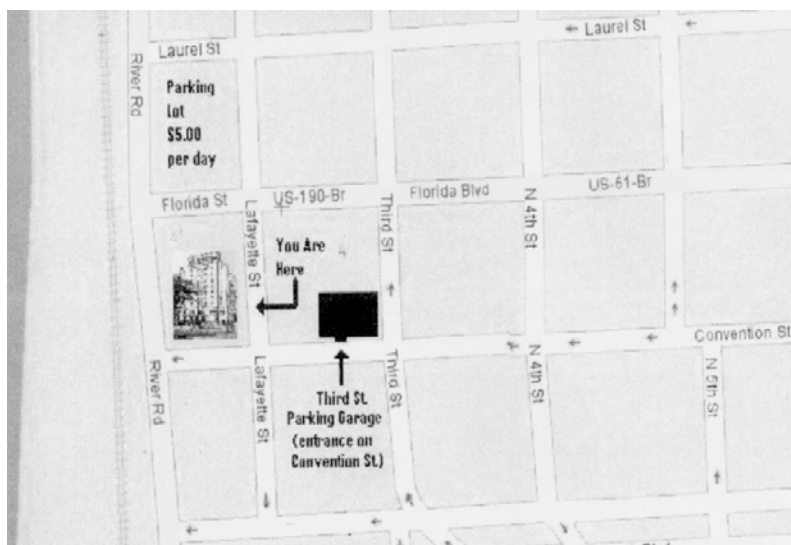 Laurel St
Laurel St
River Rd
Parking
lot
$5.00
per day
Florida St
US-190-Br
Florida Blvd
US-61-Br
Lafayette St
Third St
N 4th St
You Are
Here
Convention St
River Rd
Lafayette St
Third St
N 4th St
N 5th St
Third St.
Parking Garage
(entrance on
Convention St.)